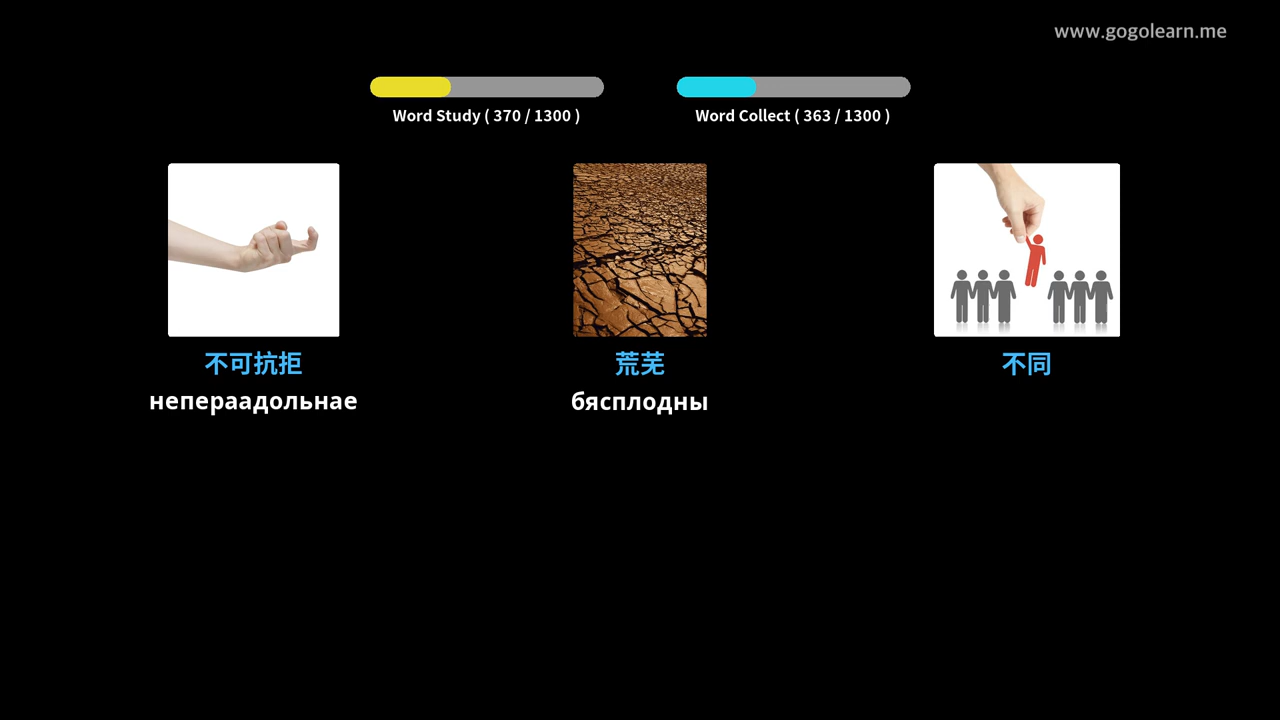 www.gogolearn.me
Word Study ( 370 / 1300 )
Word Collect ( 363 / 1300 )
不可抗拒
荒芜
不同
непераадольнае
бясплодны